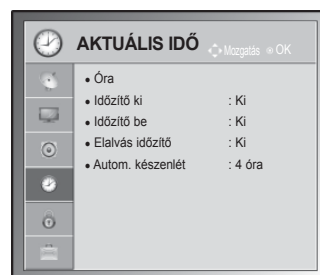 AKTUÁLIS IDŐ Mozgatás OK
• Óra
• Időzítő ki : Ki
• Időzítő be : Ki
• Elalvás időzítő : Ki
• Autom. készenlét : 4 óra